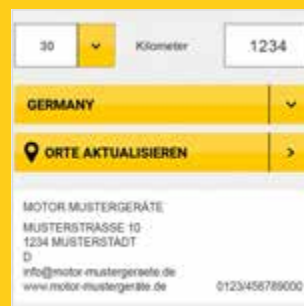 30 Kilometer 1234
GERMANY
ORTE AKTUALISIEREN
MOTOR MUSTERGERÄTE
MUSTERSTRASSE 10
1234 MUSTERSTADT
D
info@motor-mustergeraete.de
www.motor-mustergeräte.de 0123/456789000